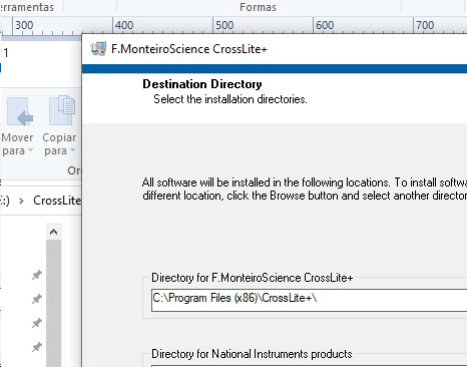 rramentas
Formas
300
400
500
600
700
1
F.MonteiroScience CrossLite+
Destination Directory
Select the installation directories.
Mover
para
Copiar
para
Or
:) › CrossLite
All software will be installed in the following locations. To install softwa
different location, click the Browse button and select another director
Directory for F.MonteiroScience CrossLite+
C:\Program Files (x86)\CrossLite+\
Directory for National Instruments products